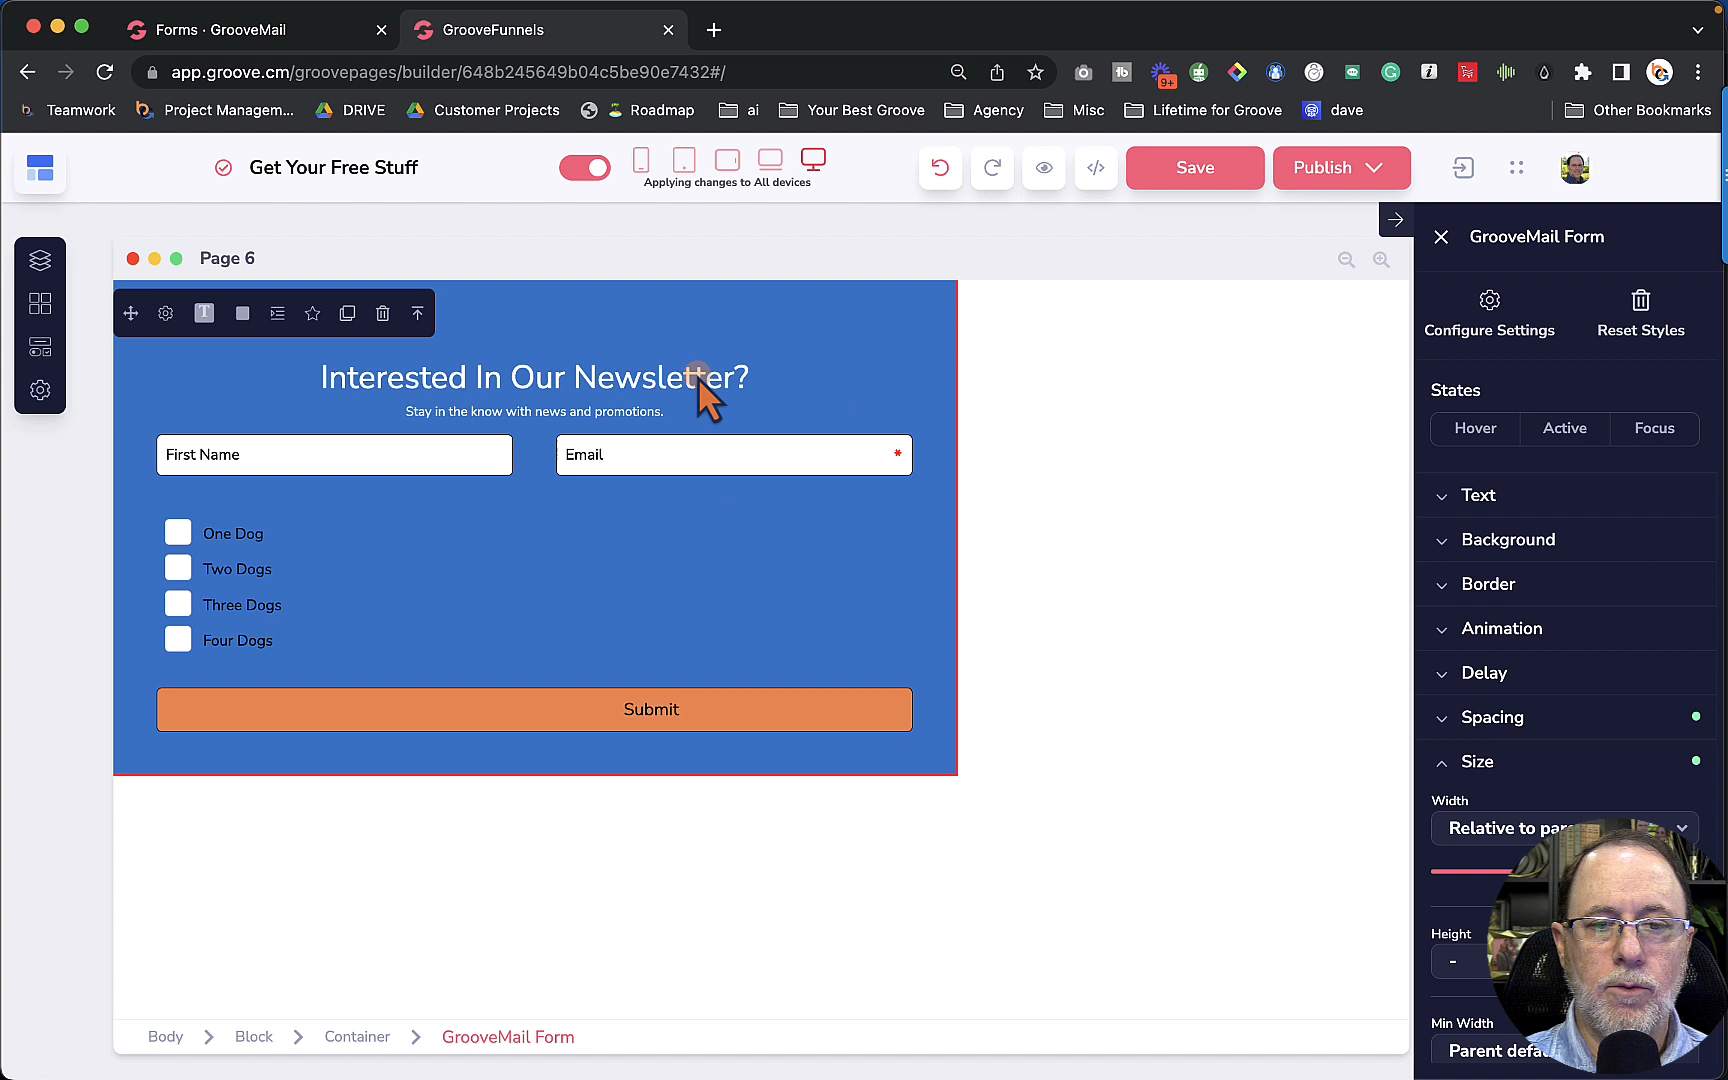 Forms · GrooveMail
GrooveFunnels
app.groove.cm/groovepages/builder/648b245649b04c5be90e7432#/
9+
Teamwork
Project Managem...
DRIVE
Customer Projects
Roadmap
ai
Your Best Groove
Agency
Misc
Lifetime for Groove
dave
Other Bookmarks
Get Your Free Stuff
Applying changes to All devices
Save
Publish
Page 6
GrooveMail Form
Configure Settings
Reset Styles
States
Hover
Active
Focus
Text
Background
Border
Animation
Delay
Spacing
Size
Width
Relative to par
Height
-
Min Width
Parent defa
T
Interested In Our Newsletter?
Stay in the know with news and promotions.
First Name
Email *
One Dog
Two Dogs
Three Dogs
Four Dogs
Submit
Body
Block
Container
GrooveMail Form